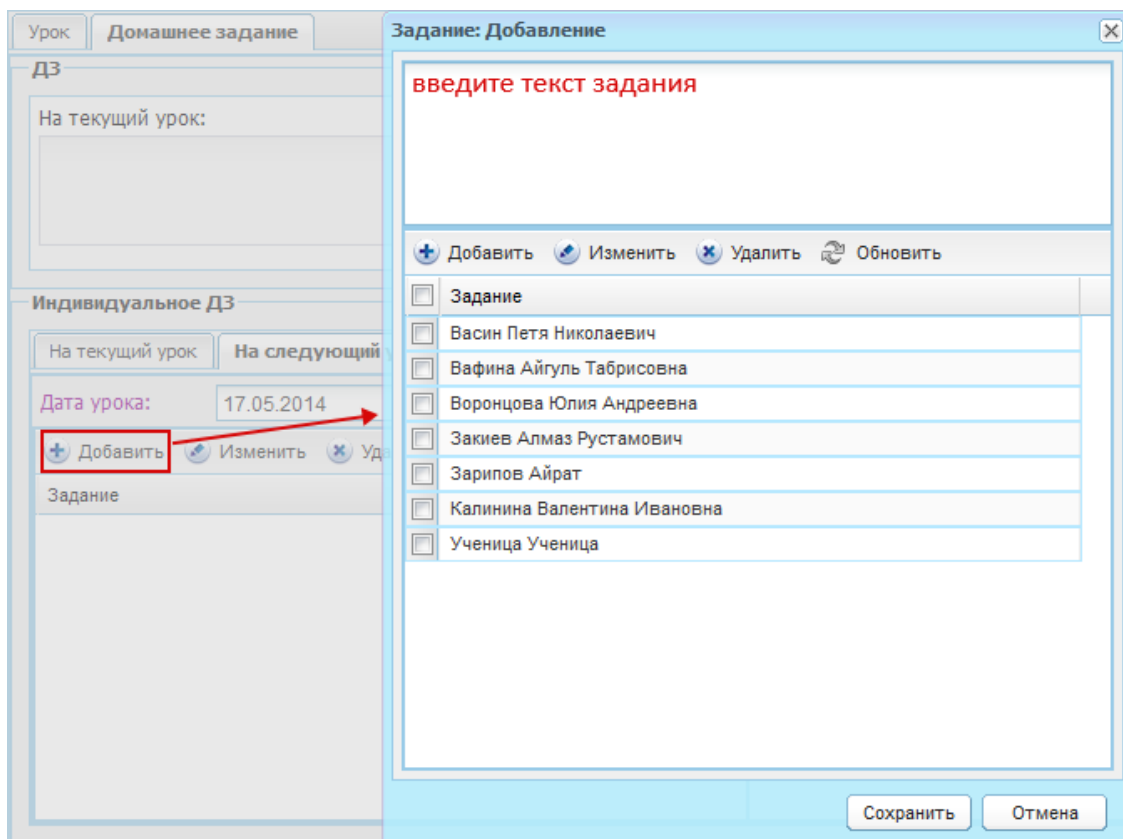 Урок Домашнее задание
ДЗ
На текущий урок:
Индивидуальное ДЗ
На текущий урок На следующий
Дата урока: 17.05.2014
Добавить Изменить Уд
Задание
Задание: Добавление
введите текст задания
Добавить Изменить Удалить Обновить
Задание
Васин Петя Николаевич
Вафина Айгуль Табрисовна
Воронцова Юлия Андреевна
Закиев Алмаз Рустамович
Зарипов Айрат
Калинина Валентина Ивановна
Ученица Ученица
Сохранить Отмена